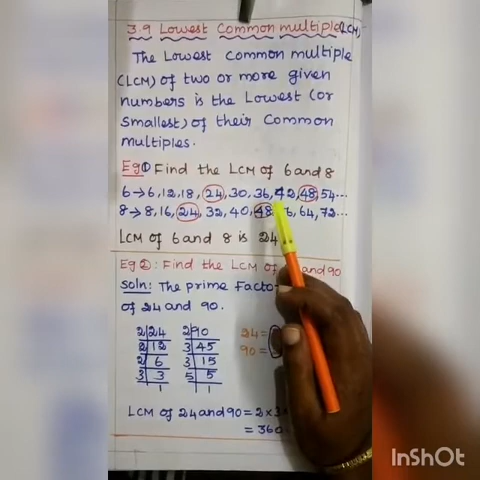 3.9 Lowest Common multiple (LCM)
The Lowest common multiple
(LCM) of two or more given
numbers is the Lowest (or
smallest) of their Common
multiples.
Eg① Find the LCM of 6 and 8
6 → 6, 12, 18, 24, 30, 36, 42, 48, 54...
8 → 8, 16, 24, 32, 40, 48, 6, 64, 72...
LCM of 6 and 8 is 24
Eg②: Find the LCM of and 90
Soln: The prime Facto
of 24 and 90.
2 24 2 90
2 12 3 45
2 6 3 15
3 3 5 5
1 1
24 =
90 =
LCM of 24 and 90 = 2 × 3 ×
= 360
InShOt